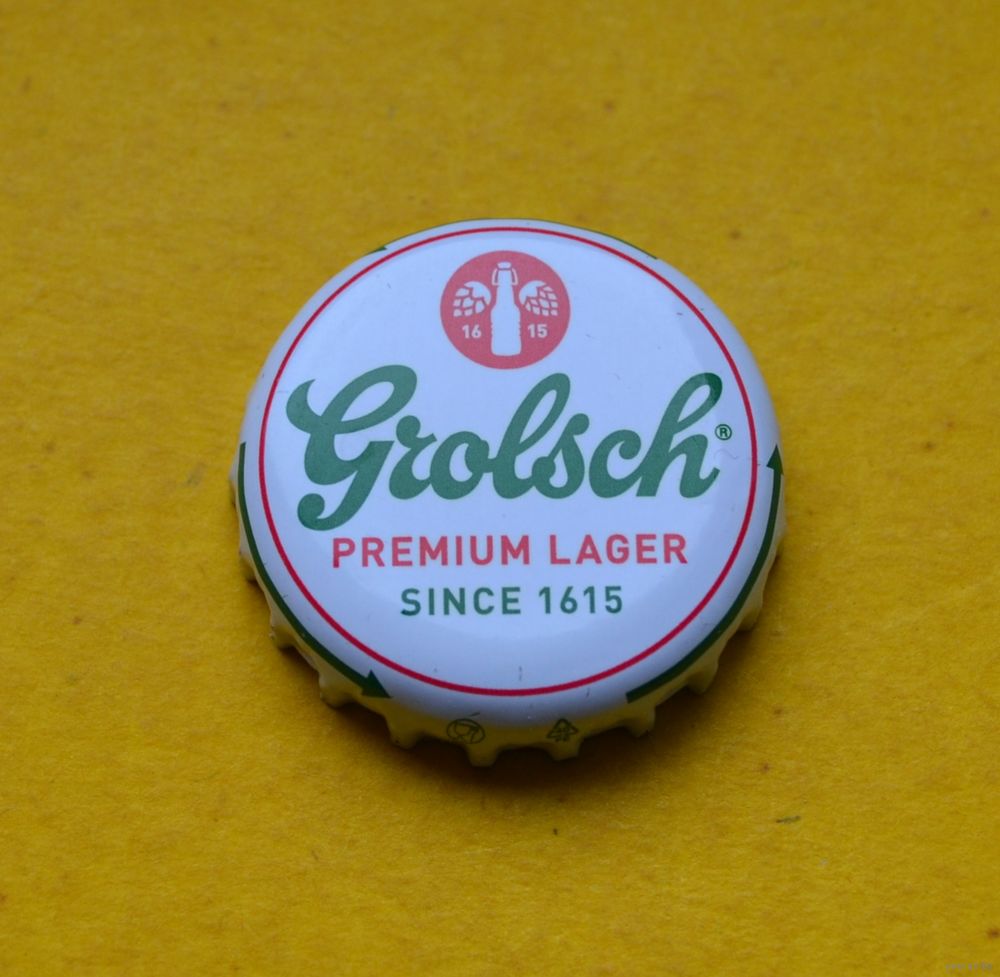 16 15
Grolsch®
PREMIUM LAGER
SINCE 1615